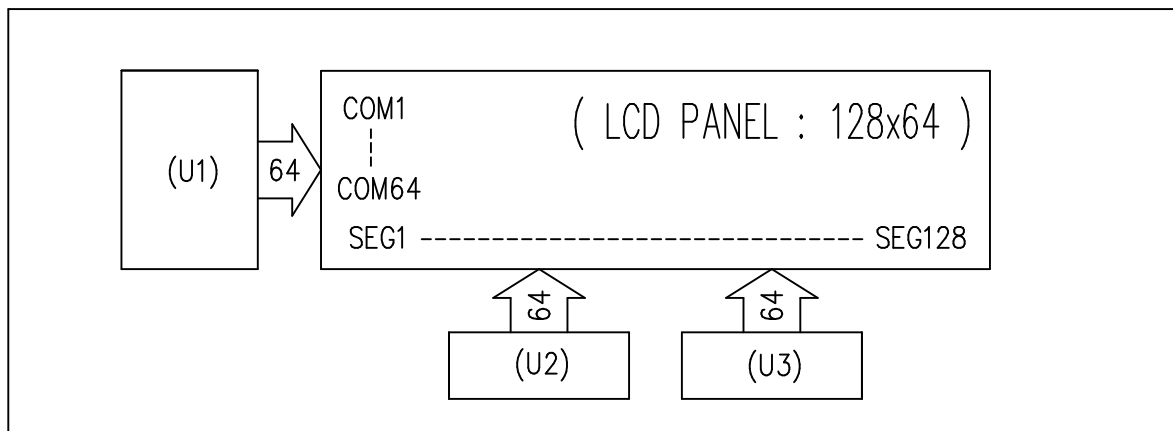 COM1
( LCD PANEL : 128x64 )
(U1)
64
COM64
SEG1 ------------------------------ SEG128
64
64
(U2)
(U3)